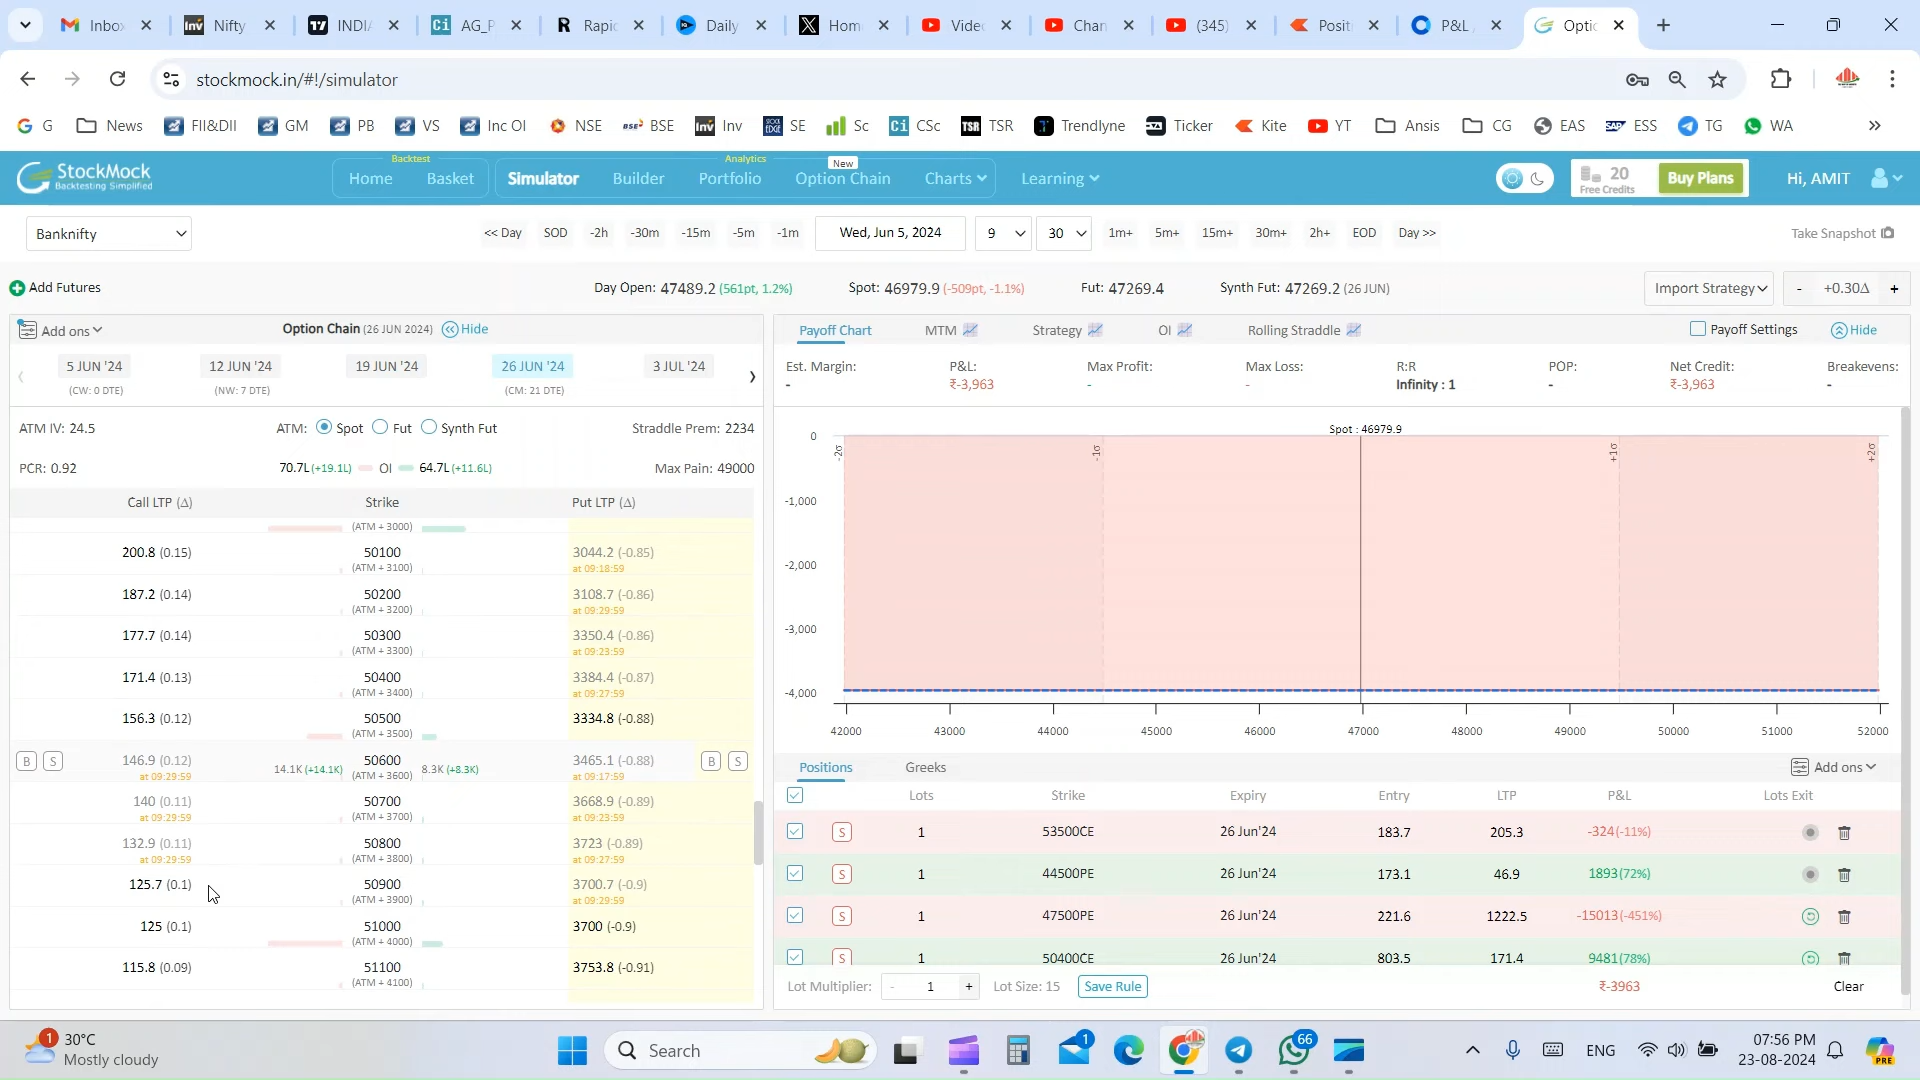 Inbo Nifty INDI AG_P Rapic Daily Hom Vide Chan (345) Positi P&L Optic
stockmock.in/#!/simulator
G News FII&DII GM PB VS Inc OI NSE BSE BSE Inv Inv SE Ci CSc TSR TSR Trendlyne Ticker Kite YT Ansis CG EAS ESS TG WA
Backtest Analytics New
StockMock
Backtesting Simplified
Home Basket Simulator Builder Portfolio Option Chain Charts Learning 20 Free Credits Buy Plans Hi, AMIT
Banknifty << Day SOD -2h -30m -15m -5m -1m Wed, Jun 5, 2024 9 30 1m+ 5m+ 15m+ 30m+ 2h+ EOD Day >> Take Snapshot
Add Futures Day Open: 47489.2 (561pt, 1.2%) Spot: 46979.9 (-509pt, -1.1%) Fut: 47269.4 Synth Fut: 47269.2 (26 JUN) Import Strategy - +0.30Δ +
Add ons Option Chain (26 JUN 2024) Hide
5 JUN '24 12 JUN '24 19 JUN '24 26 JUN '24 3 JUL '24
(CW: 0 DTE) (NW: 7 DTE) (CM: 21 DTE)
ATM IV: 24.5 ATM: Spot Fut Synth Fut Straddle Prem: 2234
PCR: 0.92 70.7L (+19.1L) OI 64.7L (+11.6L) Max Pain: 49000
Call LTP (Δ) Strike Put LTP (Δ)
(ATM + 3000)
200.8 (0.15) 50100 3044.2 (-0.85)
(ATM + 3100) at 09:18:59
187.2 (0.14) 50200 3108.7 (-0.86)
(ATM + 3200) at 09:29:59
177.7 (0.14) 50300 3350.4 (-0.86)
(ATM + 3300) at 09:23:59
171.4 (0.13) 50400 3384.4 (-0.87)
(ATM + 3400) at 09:27:59
156.3 (0.12) 50500 3334.8 (-0.88)
(ATM + 3500)
B S 146.9 (0.12) 50600 3465.1 (-0.88) B S
at 09:29:59 14.1K (+14.1K) (ATM + 3600) 8.3K (+8.3K) at 09:17:59
140 (0.11) 50700 3668.9 (-0.89)
at 09:29:59 (ATM + 3700) at 09:23:59
132.9 (0.11) 50800 3723 (-0.89)
at 09:29:59 (ATM + 3800) at 09:27:59
125.7 (0.1) 50900 3700.7 (-0.9)
(ATM + 3900) at 09:29:59
125 (0.1) 51000 3700 (-0.9)
(ATM + 4000)
115.8 (0.09) 51100 3753.8 (-0.91)
(ATM + 4100)
Payoff Chart MTM Strategy OI Rolling Straddle Payoff Settings Hide
Est. Margin: P&L: Max Profit: Max Loss: R:R POP: Net Credit: Breakevens:
- ₹-3,963 - - Infinity : 1 - ₹-3,963 -
Spot : 46979.9
0
-2σ -1σ +1σ +2σ
-1,000
-2,000
-3,000
-4,000
42000 43000 44000 45000 46000 47000 48000 49000 50000 51000 52000
Positions Greeks Add ons
Lots Strike Expiry Entry LTP P&L Lots Exit
S 1 53500CE 26 Jun'24 183.7 205.3 -324(-11%)
S 1 44500PE 26 Jun'24 173.1 46.9 1893(72%)
S 1 47500PE 26 Jun'24 221.6 1222.5 -15013(-451%)
S 1 50400CE 26 Jun'24 803.5 171.4 9481(78%)
Lot Multiplier: - 1 + Lot Size: 15 Save Rule ₹-3963 Clear
1 30°C
Mostly cloudy
Search 1 66 ENG 07:56 PM
23-08-2024
PRE